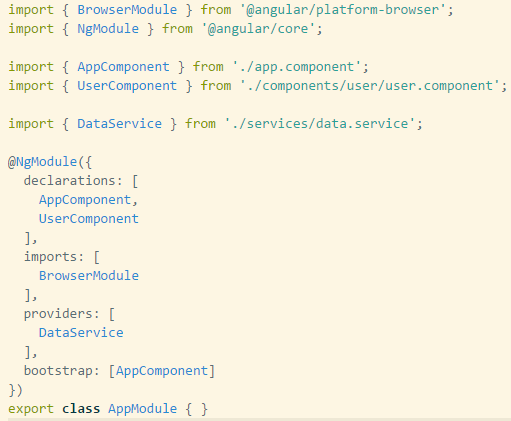 import { BrowserModule } from '@angular/platform-browser';
import { NgModule } from '@angular/core';
import { AppComponent } from './app.component';
import { UserComponent } from './components/user/user.component';
import { DataService } from './services/data.service';
@NgModule({
  declarations: [
    AppComponent,
    UserComponent
  ],
  imports: [
    BrowserModule
  ],
  providers: [
    DataService
  ],
  bootstrap: [AppComponent]
})
export class AppModule { }